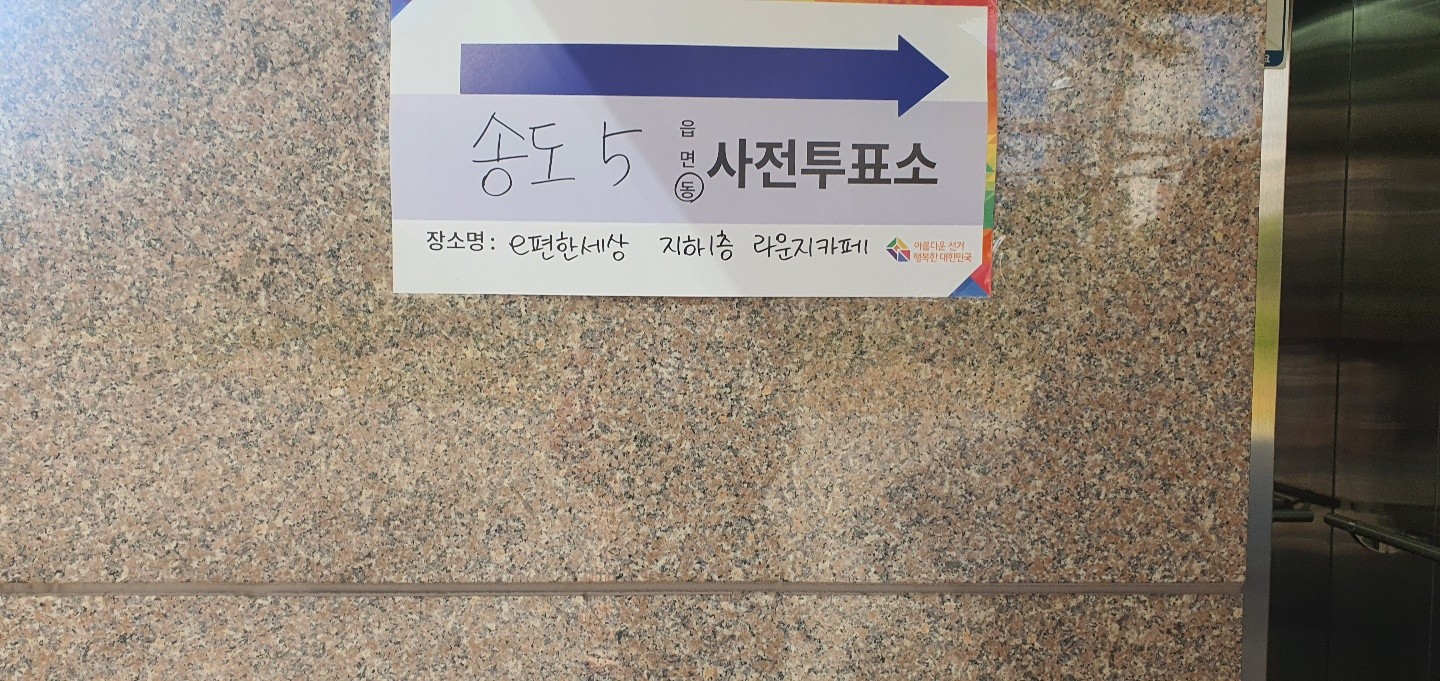 송도 5 읍 면 동 사전투표소
장소명: e편한세상 지하1층 라운지카페
아름다운 선거
행복한 대한민국